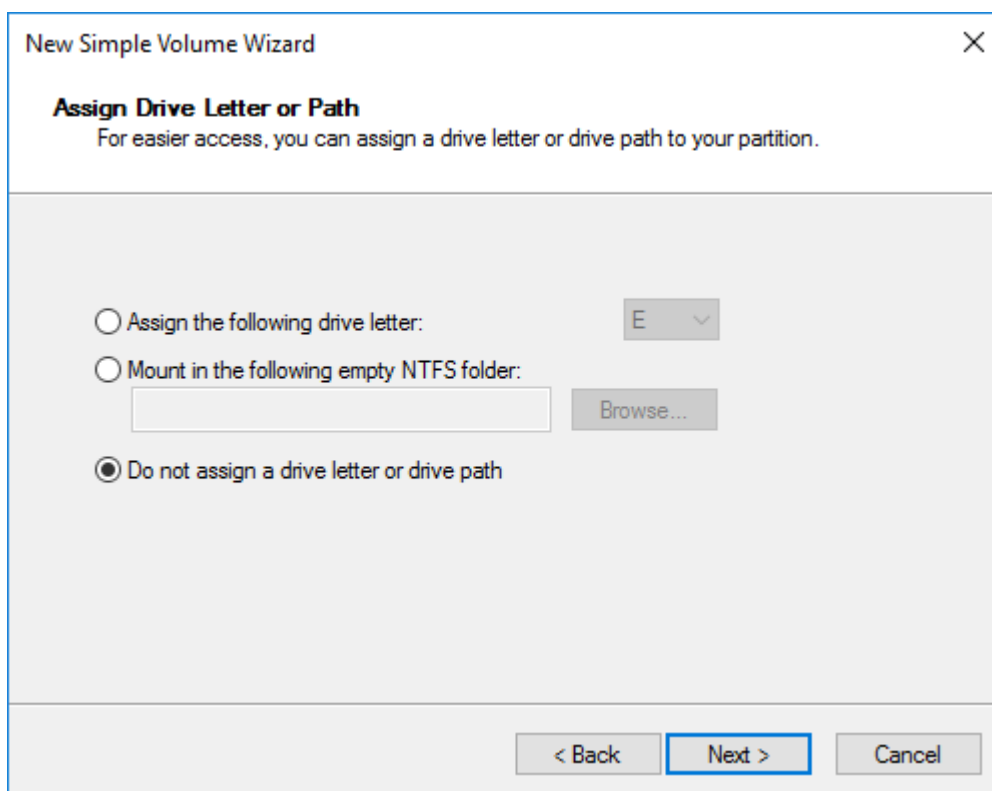 New Simple Volume Wizard
Assign Drive Letter or Path
For easier access, you can assign a drive letter or drive path to your partition.
Assign the following drive letter: E
Mount in the following empty NTFS folder:
Browse...
Do not assign a drive letter or drive path
< Back Next > Cancel